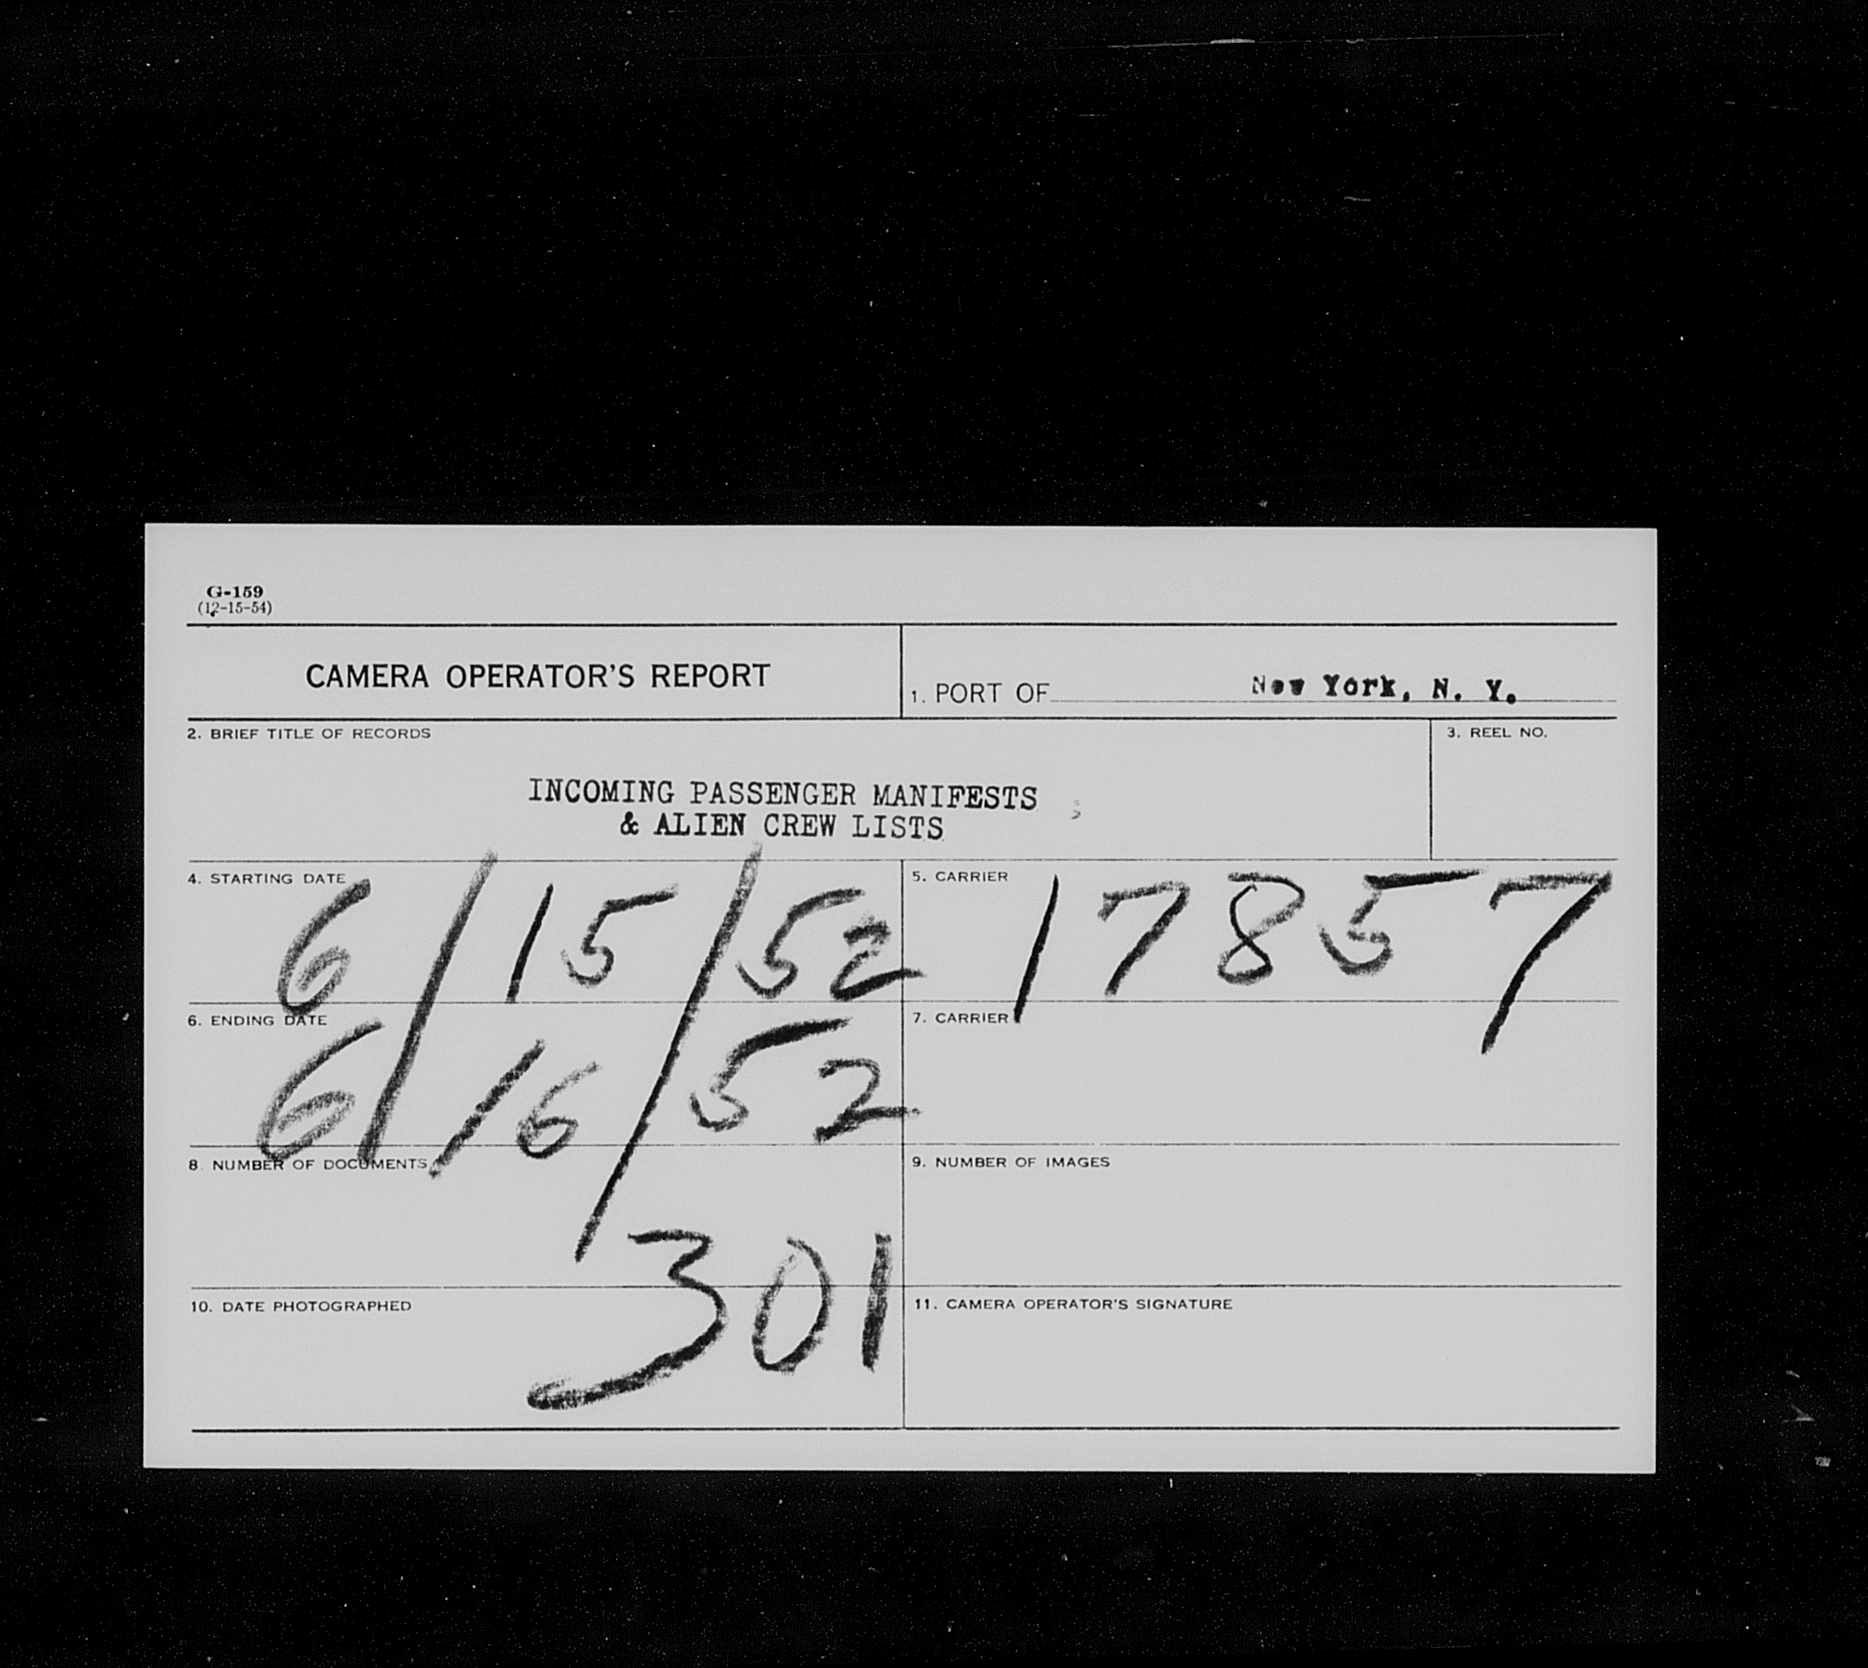 G-159
(12-15-54)
CAMERA OPERATOR'S REPORT
1. PORT OF New York, N. Y.
2. BRIEF TITLE OF RECORDS
3. REEL NO.
INCOMING PASSENGER MANIFESTS
& ALIEN CREW LISTS
4. STARTING DATE
6/15/52
5. CARRIER
17857
6. ENDING DATE
6/16/52
7. CARRIER
8. NUMBER OF DOCUMENTS
301
9. NUMBER OF IMAGES
10. DATE PHOTOGRAPHED
11. CAMERA OPERATOR'S SIGNATURE